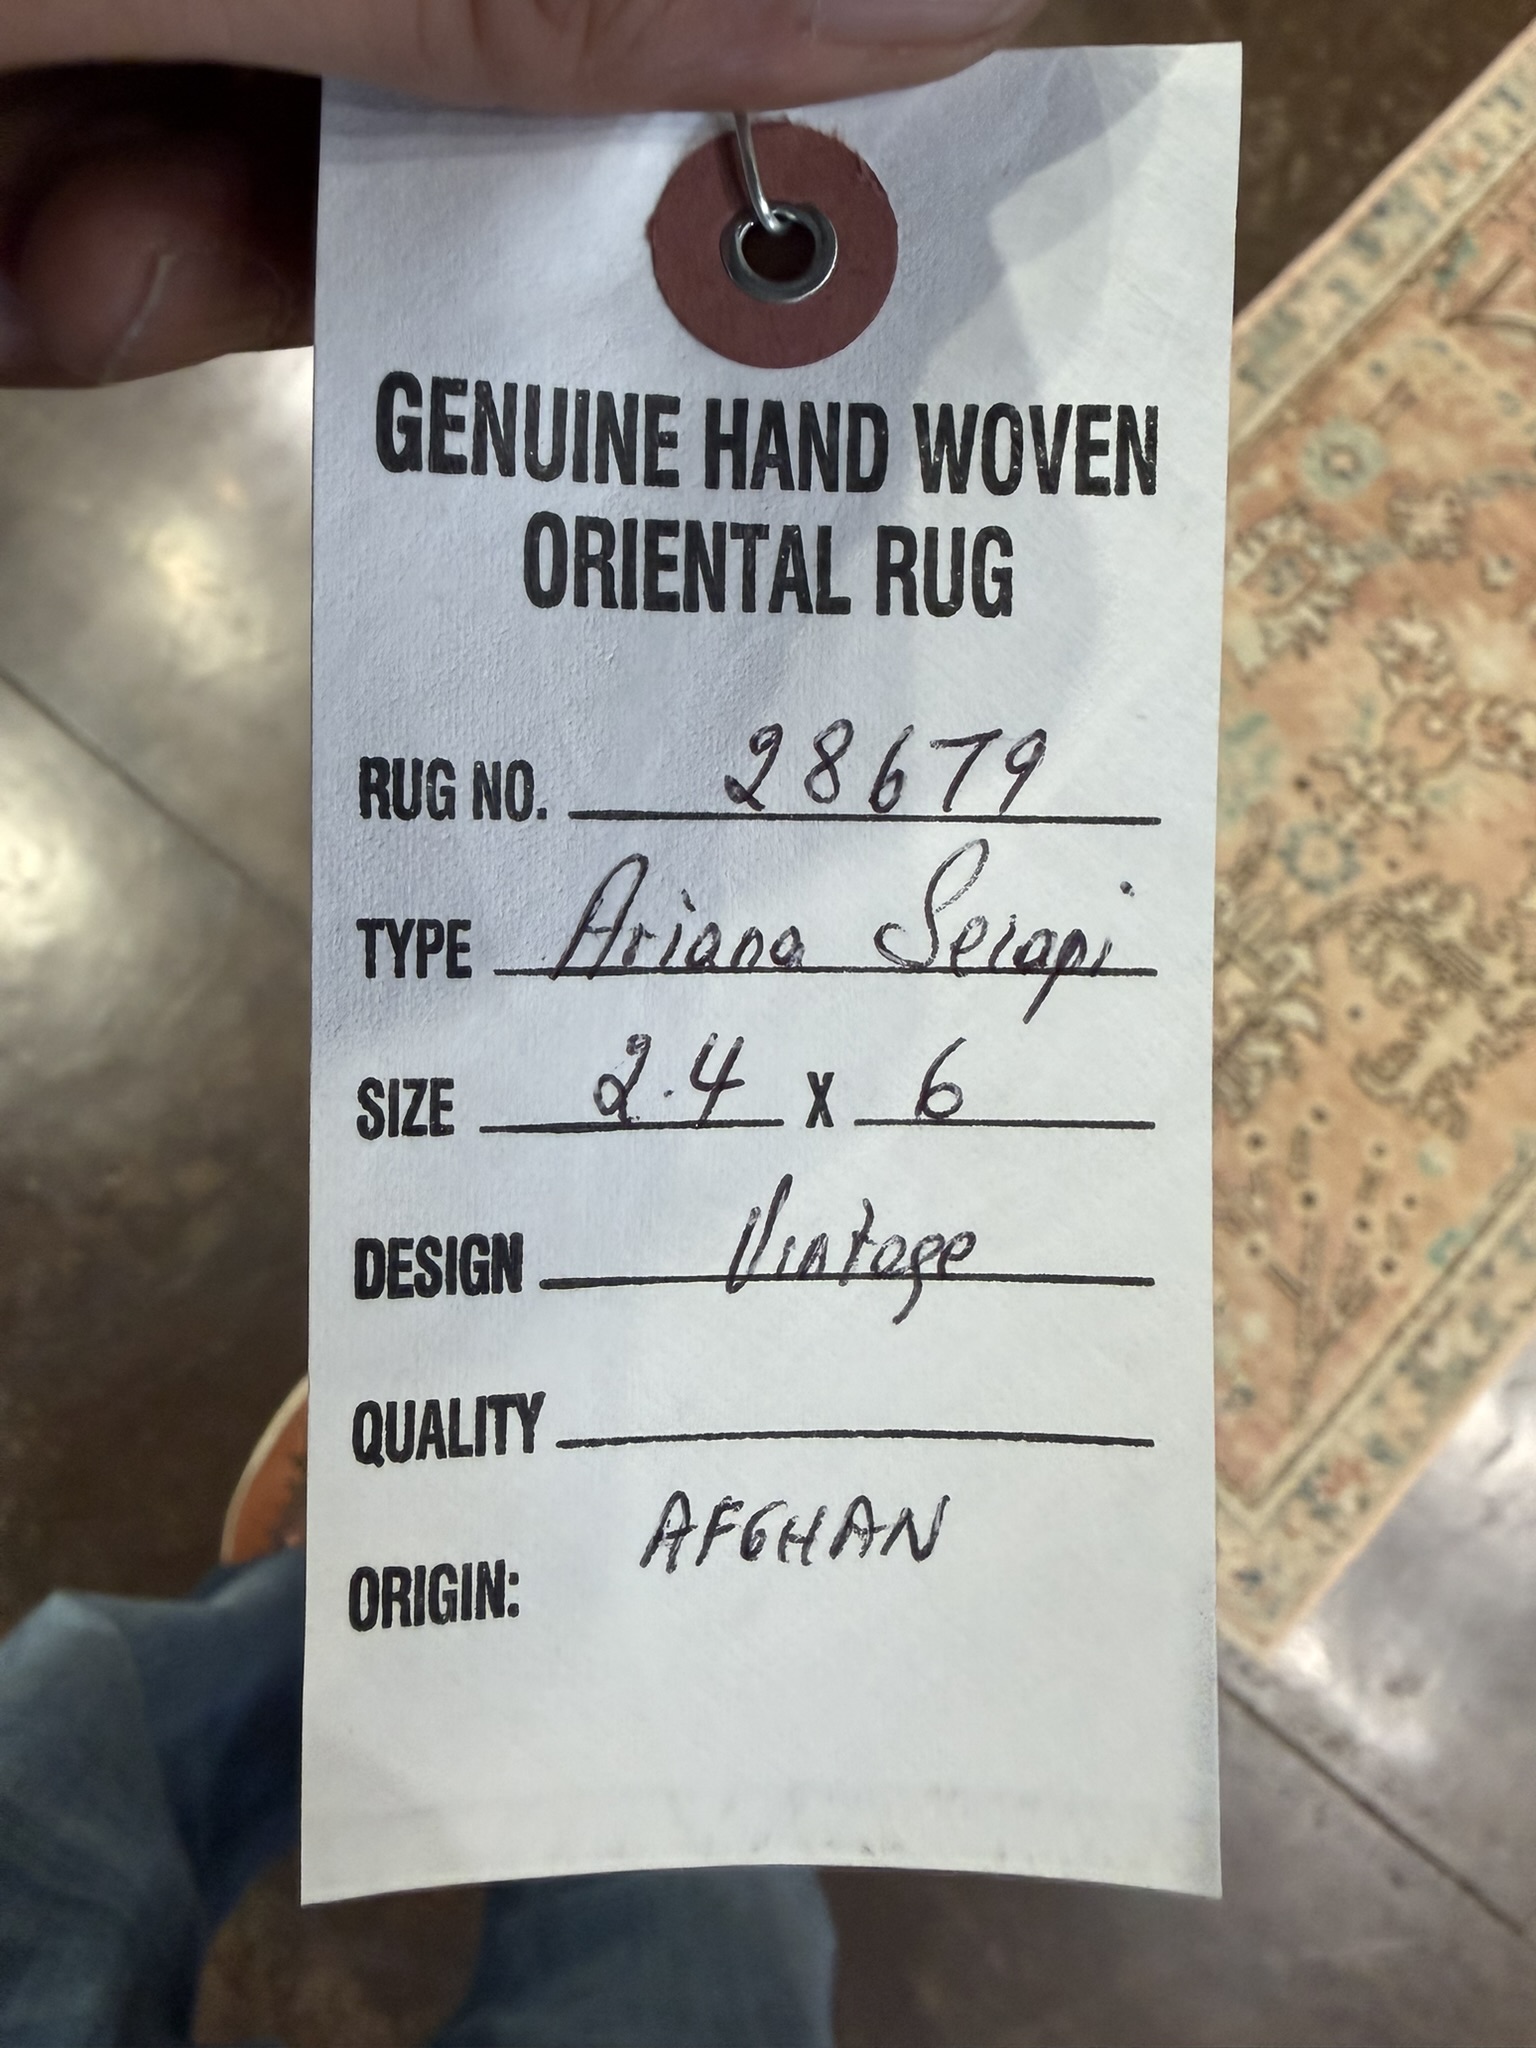 GENUINE HAND WOVEN
ORIENTAL RUG
RUG NO. 28679
TYPE Ariana Serapi
SIZE 2.4 X 6
DESIGN Vintage
QUALITY
ORIGIN: AFGHAN